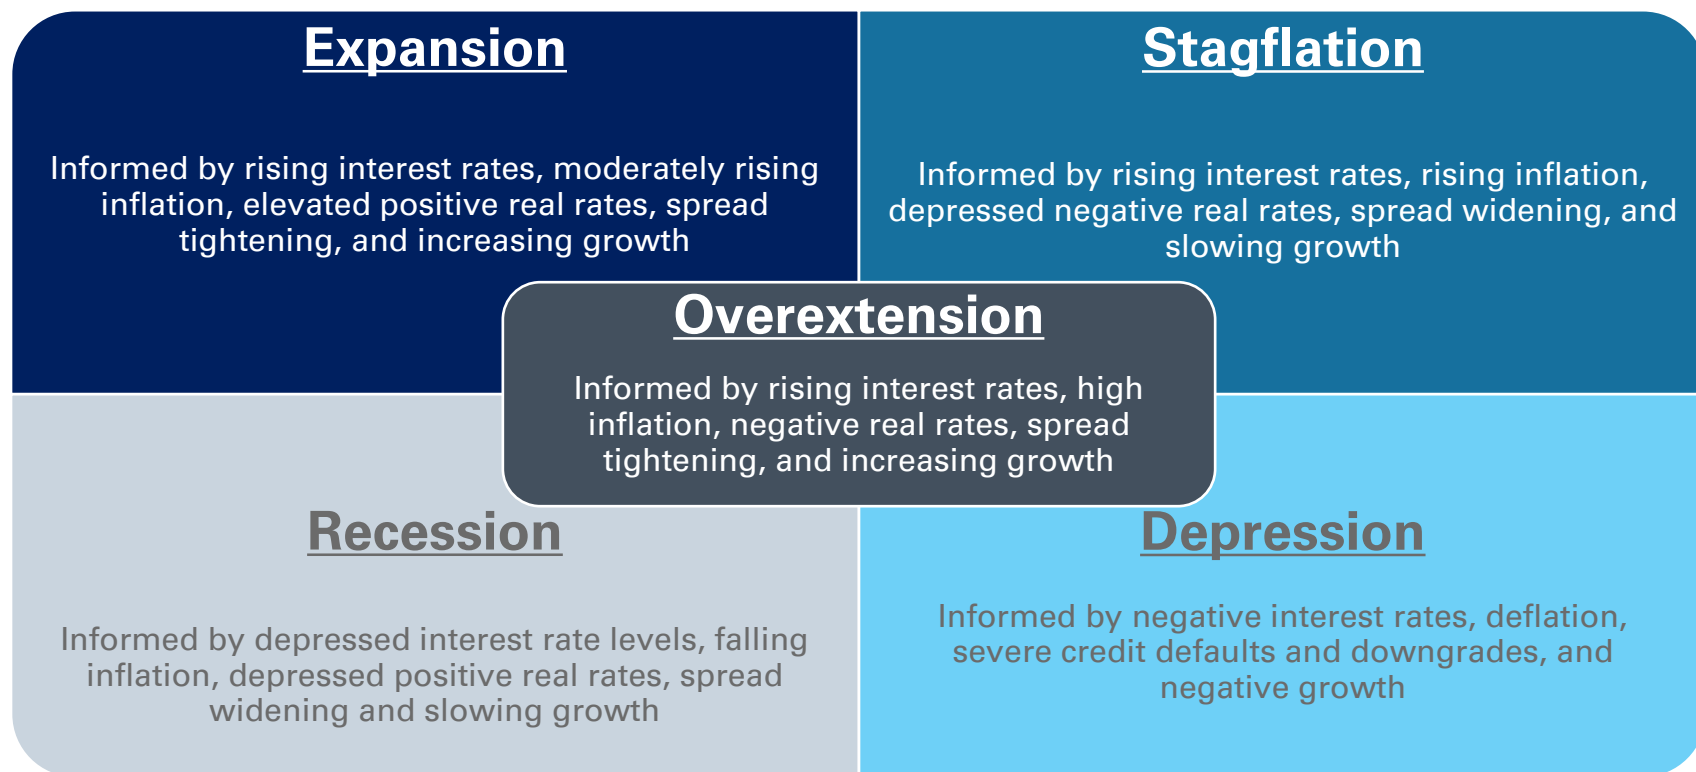 Expansion
Informed by rising interest rates, moderately rising
inflation, elevated positive real rates, spread
tightening, and increasing growth
Stagflation
Informed by rising interest rates, rising inflation,
depressed negative real rates, spread widening, and
slowing growth
Overextension
Informed by rising interest rates, high
inflation, negative real rates, spread
tightening, and increasing growth
Recession
Informed by depressed interest rate levels, falling
inflation, depressed positive real rates, spread
widening and slowing growth
Depression
Informed by negative interest rates, deflation,
severe credit defaults and downgrades, and
negative growth